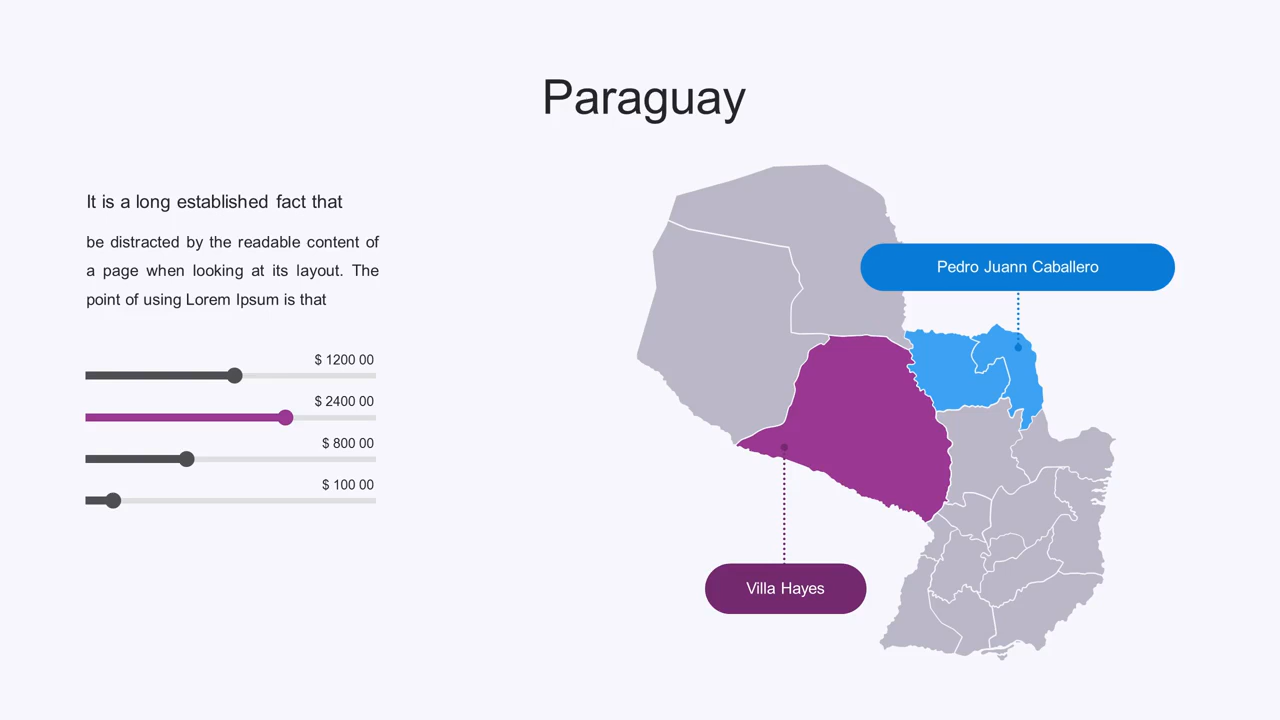 Paraguay
It is a long established fact that
be distracted by the readable content of
a page when looking at its layout. The
point of using Lorem Ipsum is that
$ 1200 00
$ 2400 00
$ 800 00
$ 100 00
Pedro Juann Caballero
Villa Hayes